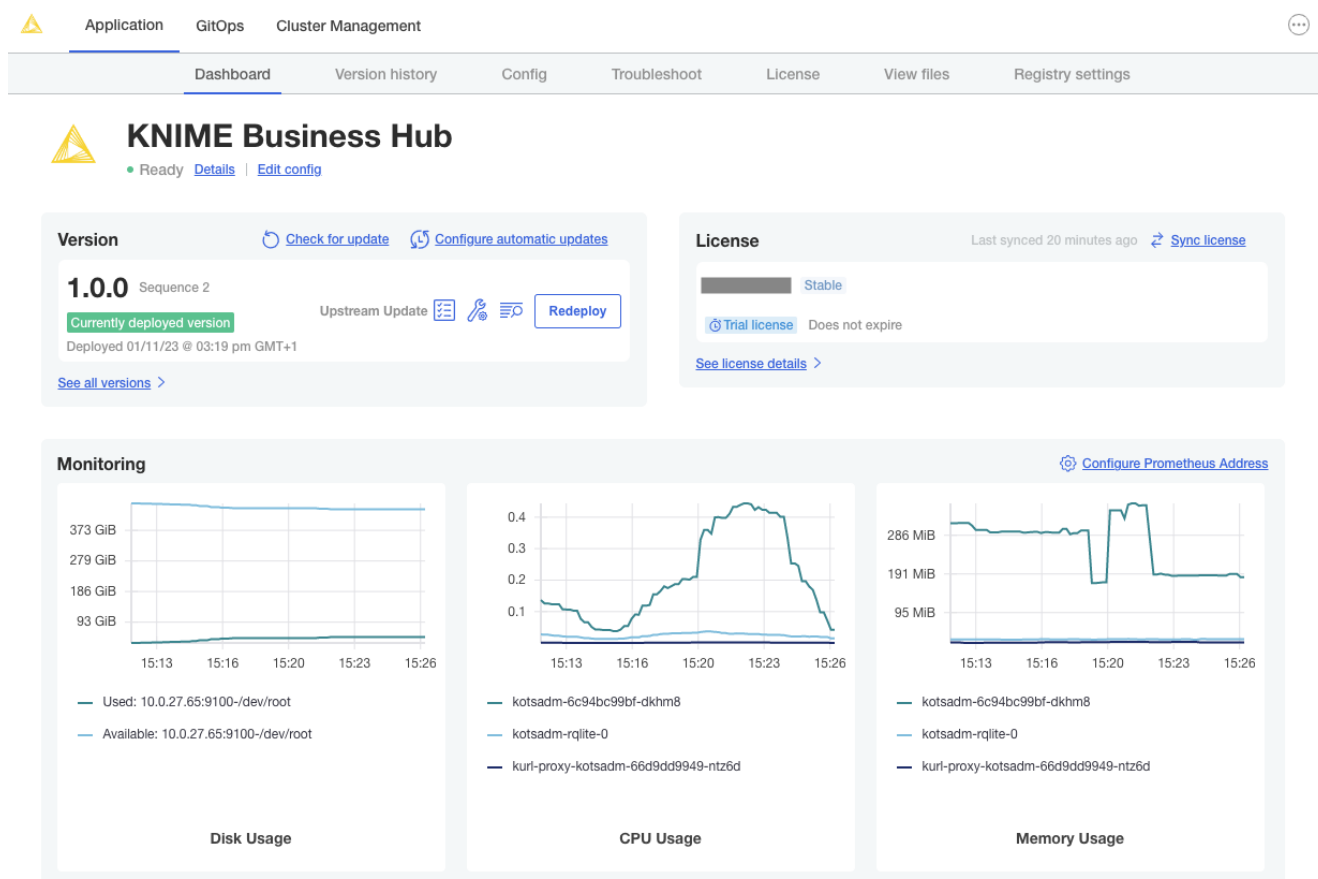 Application GitOps Cluster Management
Dashboard Version history Config Troubleshoot License View files Registry settings
KNIME Business Hub
Ready Details | Edit config
Version Check for update Configure automatic updates
1.0.0 Sequence 2
Currently deployed version
Deployed 01/11/23 @ 03:19 pm GMT+1
Upstream Update Redeploy
See all versions
License Last synced 20 minutes ago Sync license
Stable
Trial license Does not expire
See license details
Monitoring Configure Prometheus Address
373 GiB
279 GiB
186 GiB
93 GiB
15:13 15:16 15:20 15:23 15:26
Used: 10.0.27.65:9100-/dev/root
Available: 10.0.27.65:9100-/dev/root
Disk Usage
0.4
0.3
0.2
0.1
15:13 15:16 15:20 15:23 15:26
kotsadm-6c94bc99bf-dkhm8
kotsadm-rqlite-0
kurl-proxy-kotsadm-66d9dd9949-ntz6d
CPU Usage
286 MiB
191 MiB
95 MiB
15:13 15:16 15:20 15:23 15:26
kotsadm-6c94bc99bf-dkhm8
kotsadm-rqlite-0
kurl-proxy-kotsadm-66d9dd9949-ntz6d
Memory Usage